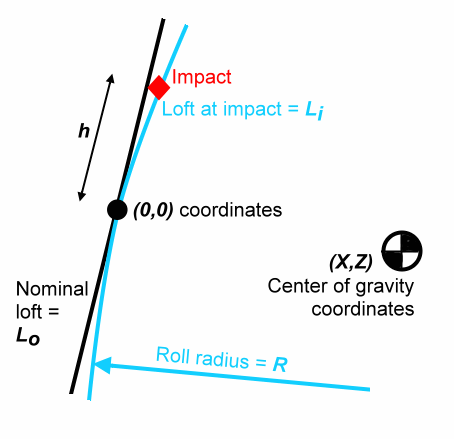 Impact
Loft at impact = Li
h
(0,0) coordinates
(X,Z)
Center of gravity
coordinates
Nominal
loft =
Lo
Roll radius = R